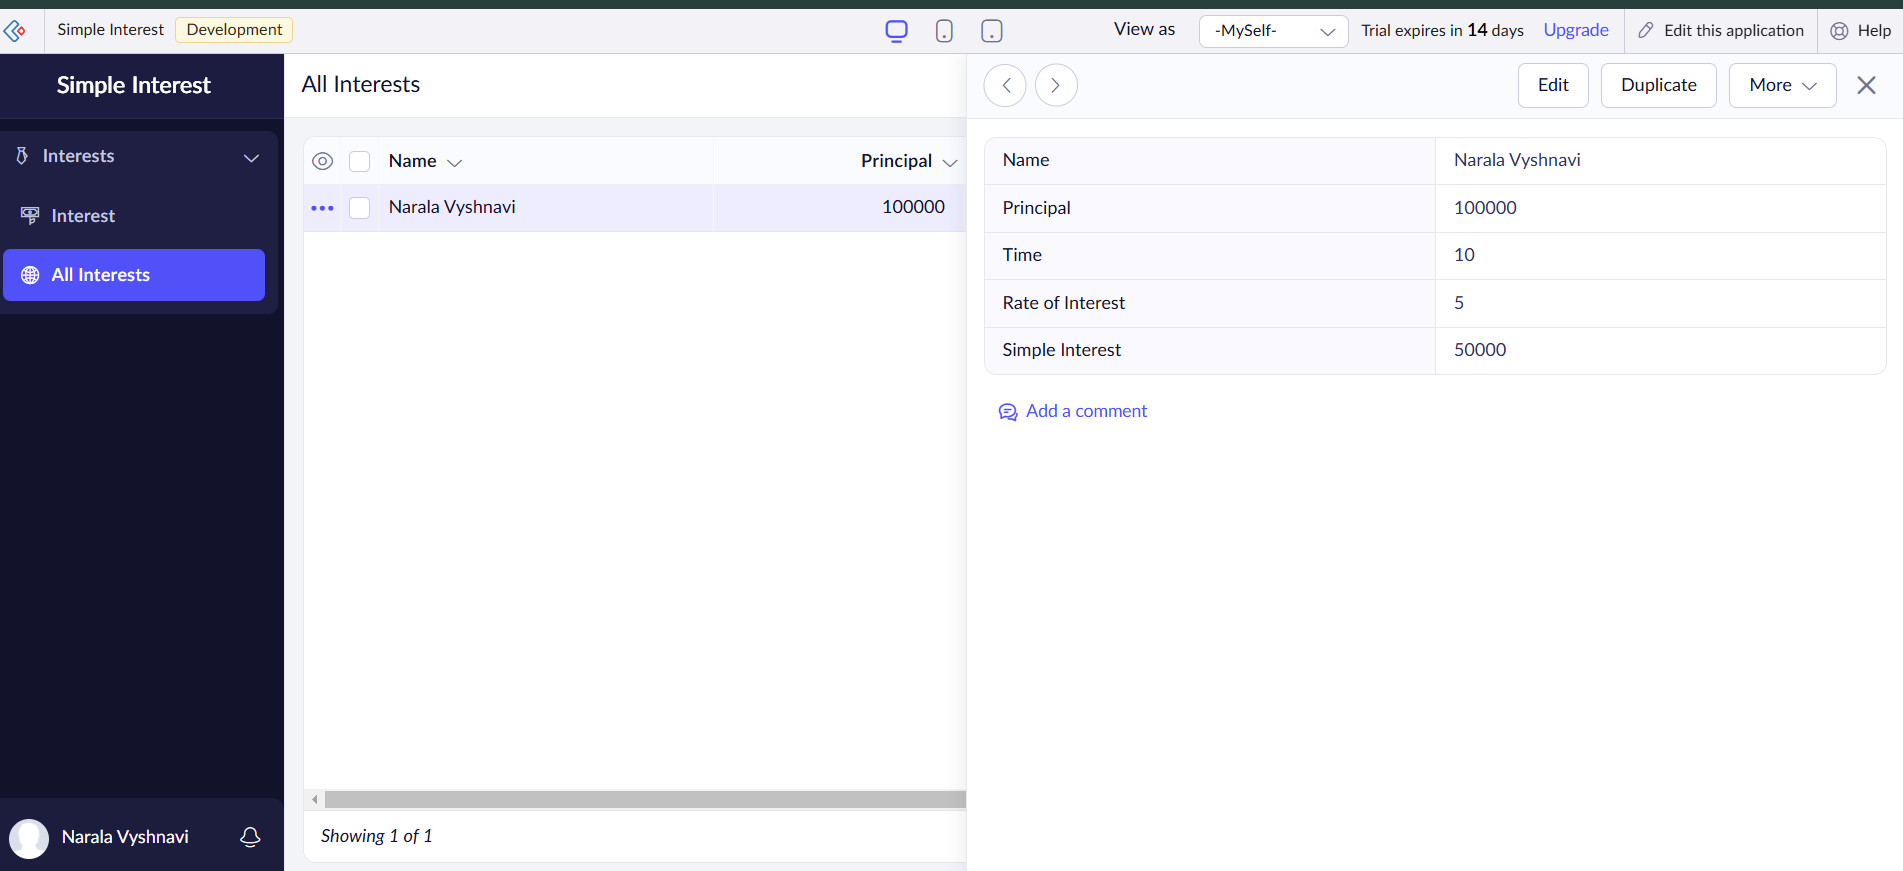 Simple Interest Development View as -MySelf- Trial expires in 14 days Upgrade Edit this application Help
Simple Interest
Interests
Interest
All Interests
Narala Vyshnavi
All Interests
Name Principal
Narala Vyshnavi 100000
Showing 1 of 1
Edit Duplicate More
Name Narala Vyshnavi
Principal 100000
Time 10
Rate of Interest 5
Simple Interest 50000
Add a comment